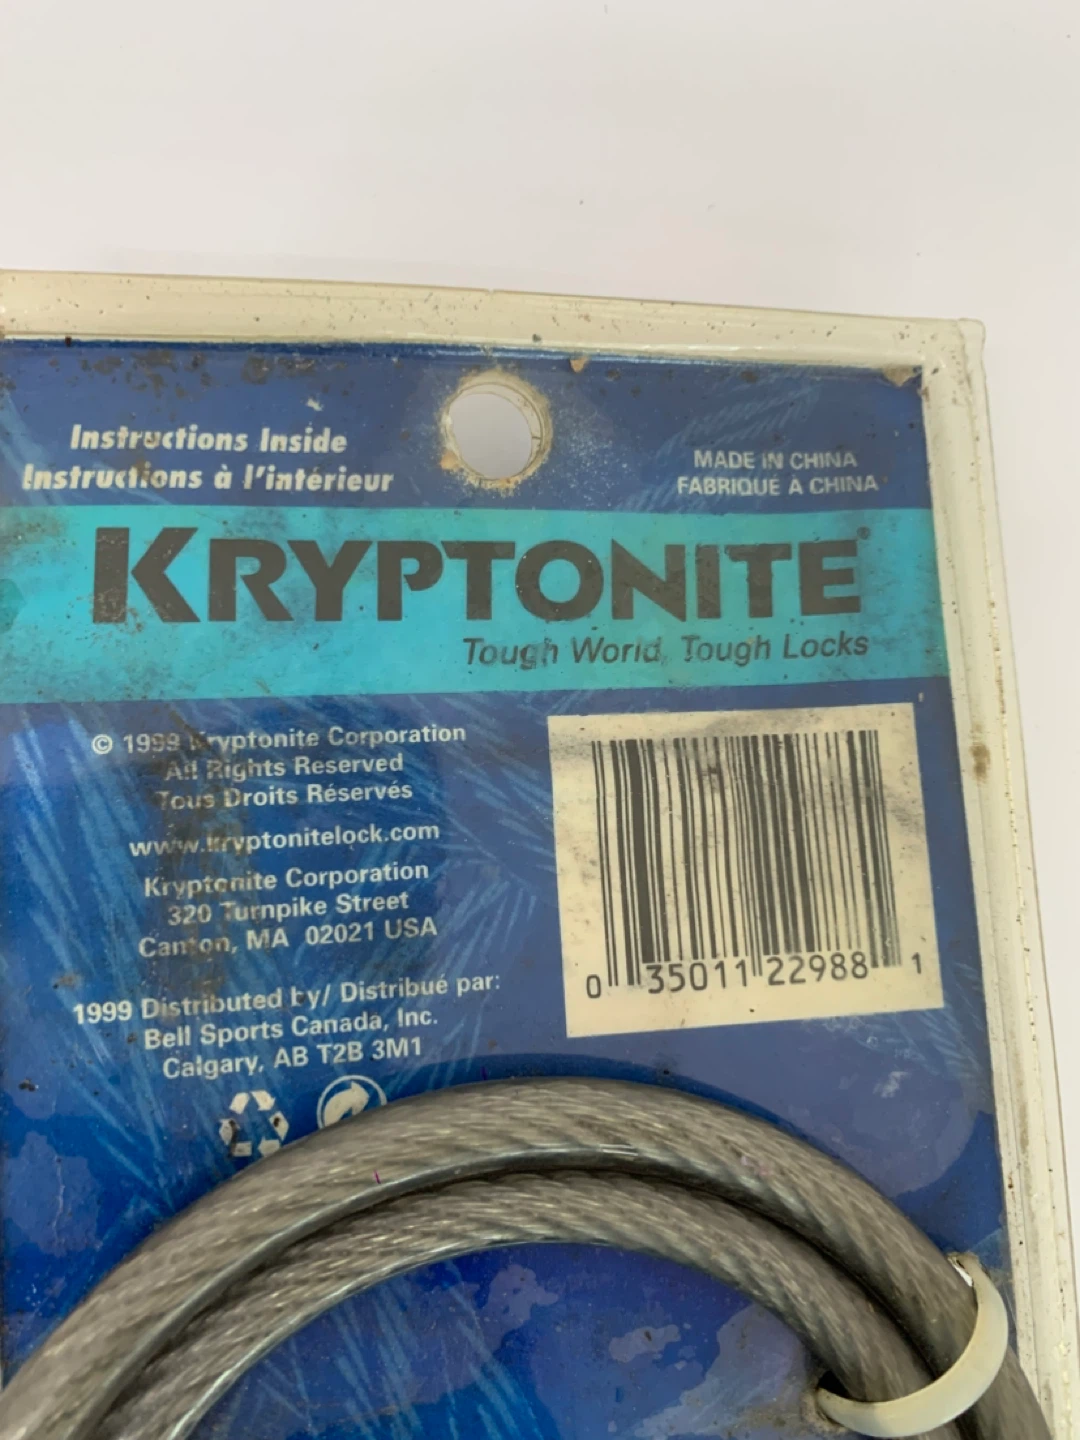 Instructions Inside
Instructions à l'intérieur
MADE IN CHINA
FABRIQUÉ À CHINA
KRYPTONITE®
Tough World, Tough Locks
© 1999 Kryptonite Corporation
All Rights Reserved
Tous Droits Réservés
www.kryptonitelock.com
Kryptonite Corporation
320 Turnpike Street
Canton, MA 02021 USA
1999 Distributed by/ Distribué par:
Bell Sports Canada, Inc.
Calgary, AB T2B 3M1
0 35011 22988 1